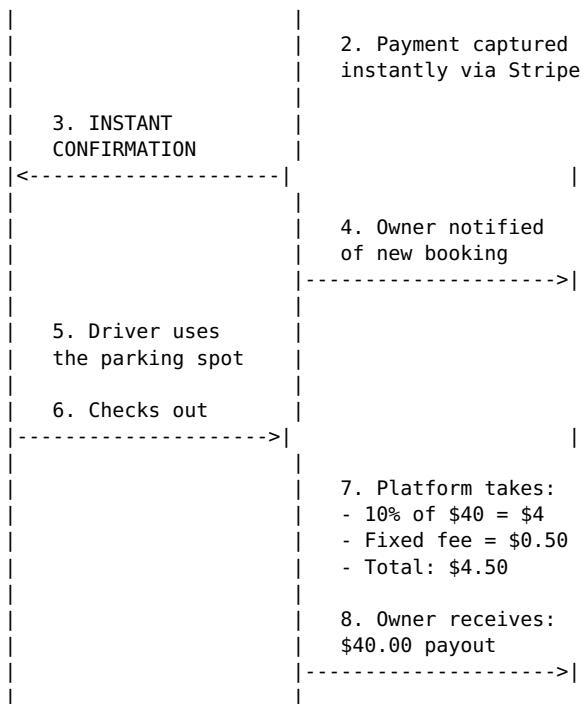 2. Payment captured
instantly via Stripe
3. INSTANT
CONFIRMATION
4. Owner notified
of new booking
5. Driver uses
the parking spot
6. Checks out
7. Platform takes:
- 10% of $40 = $4
- Fixed fee = $0.50
- Total: $4.50
8. Owner receives:
$40.00 payout